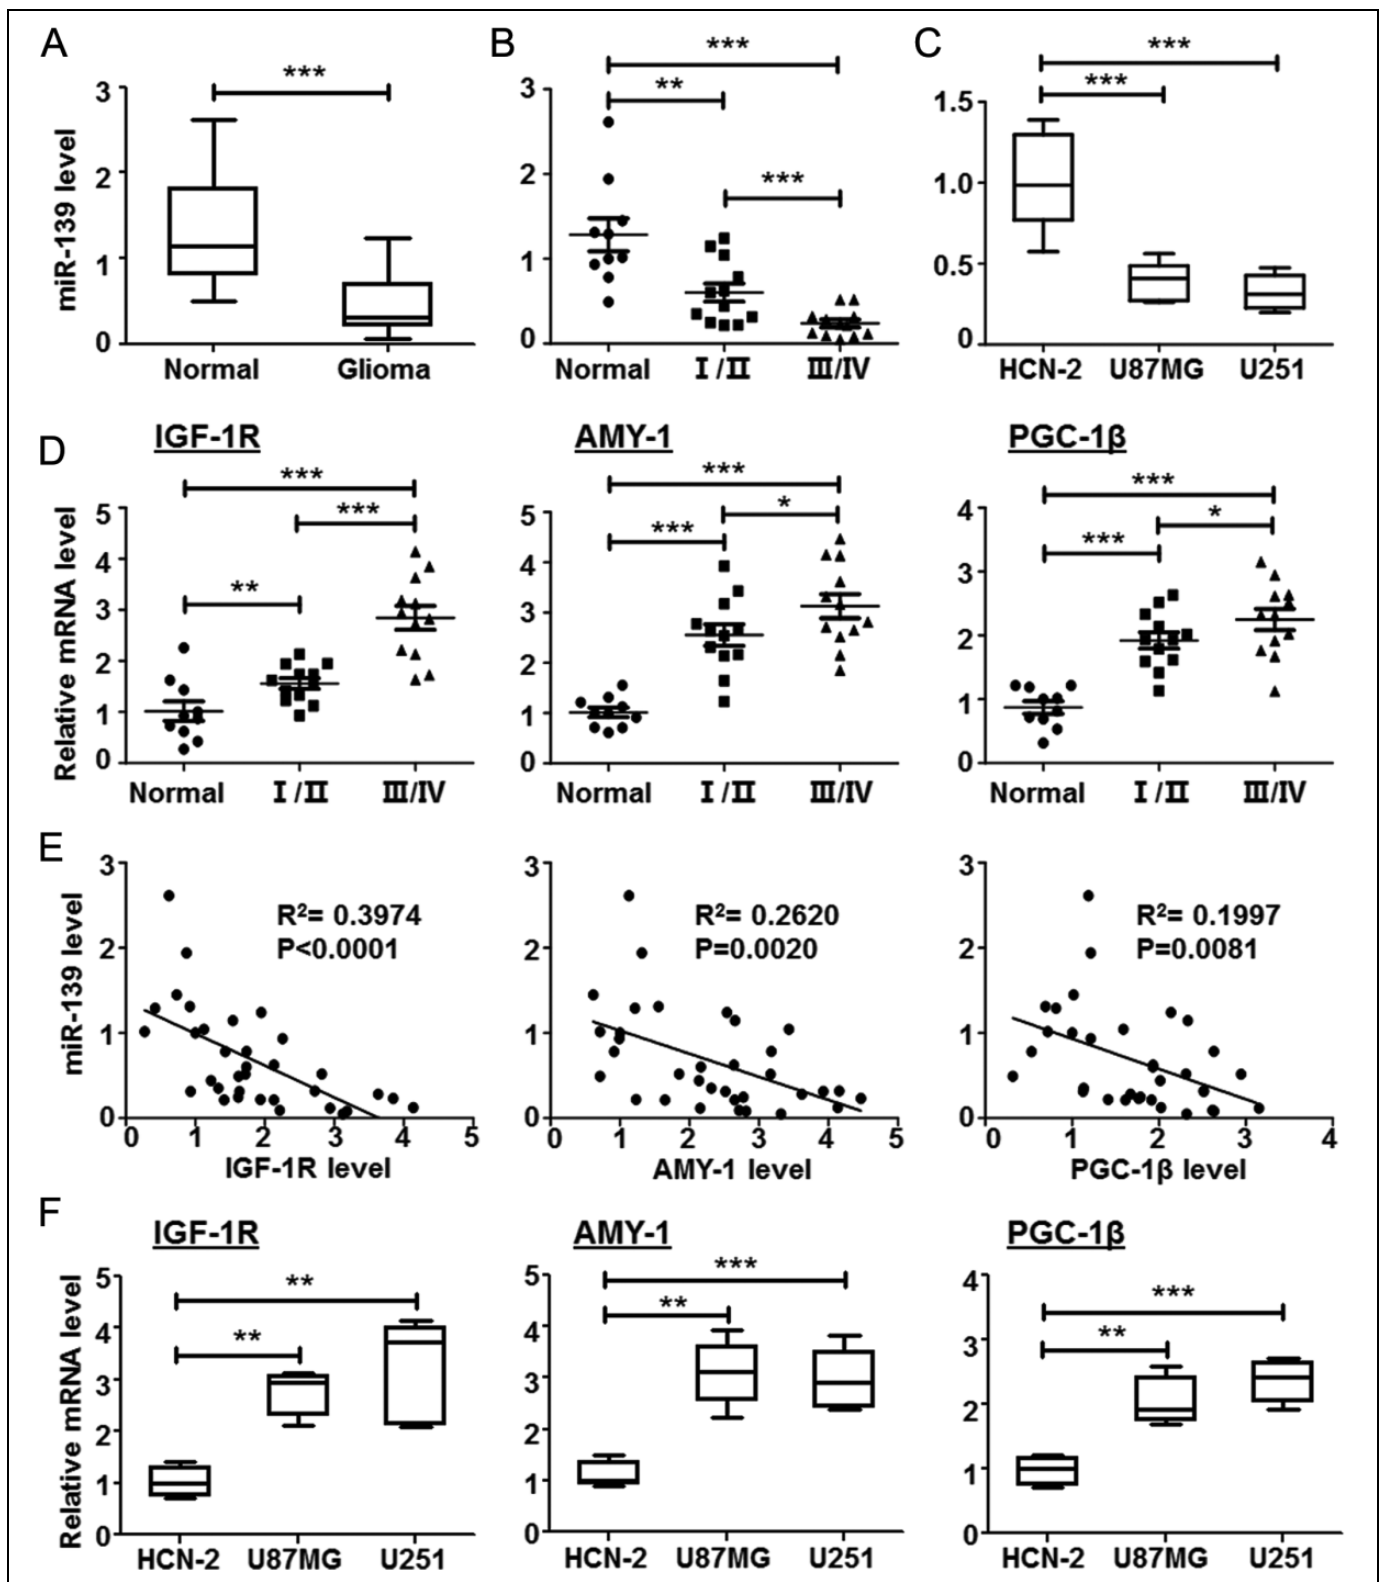 A
B
C
***
***
**
***
***
***
miR-139 level
3
2
1
0
Normal
Glioma
3
2
1
0
Normal
I/II
III/IV
1.5
1.0
0.5
0
HCN-2
U87MG
U251
D
IGF-1R
AMY-1
PGC-1β
***
***
**
***
*
***
***
*
***
Relative mRNA level
5
4
3
2
1
0
Normal
I/II
III/IV
5
4
3
2
1
0
Normal
I/II
III/IV
4
3
2
1
0
Normal
I/II
III/IV
E
miR-139 level
3
2
1
0
R²= 0.3974
P<0.0001
0 1 2 3 4 5
IGF-1R level
3
2
1
0
R²= 0.2620
P=0.0020
0 1 2 3 4 5
AMY-1 level
3
2
1
0
R²= 0.1997
P=0.0081
0 1 2 3 4
PGC-1β level
F
IGF-1R
AMY-1
PGC-1β
**
**
***
**
***
**
Relative mRNA level
5
4
3
2
1
0
HCN-2
U87MG
U251
5
4
3
2
1
0
HCN-2
U87MG
U251
4
3
2
1
0
HCN-2
U87MG
U251